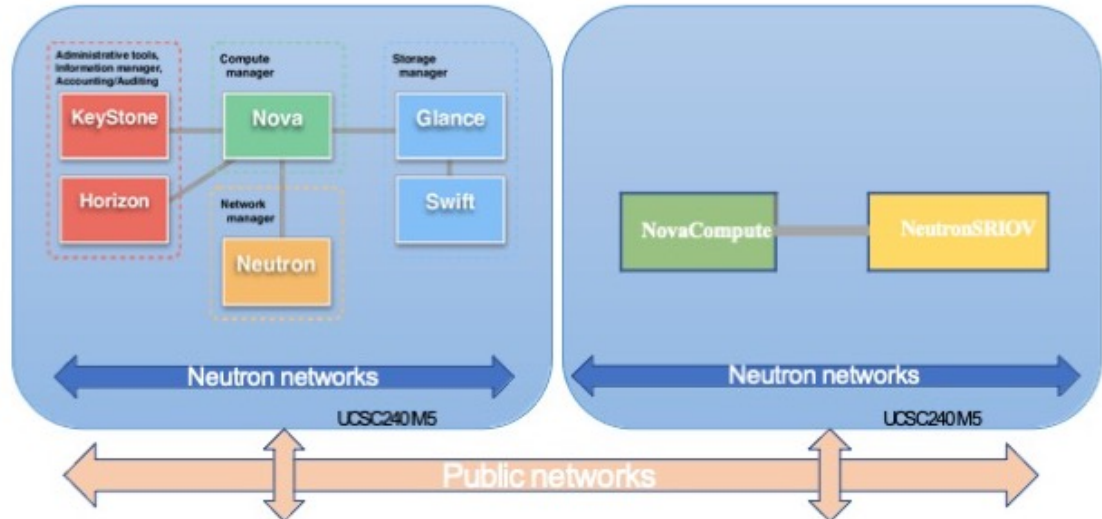 Administrative tools,
Information manager,
Accounting/Auditing
KeyStone
Horizon
Compute
manager
Nova
Network
manager
Neutron
Storage
manager
Glance
Swift
Neutron networks
UCSC240M5
NovaCompute
NeutronSRIOV
Neutron networks
UCSC240M5
Public networks